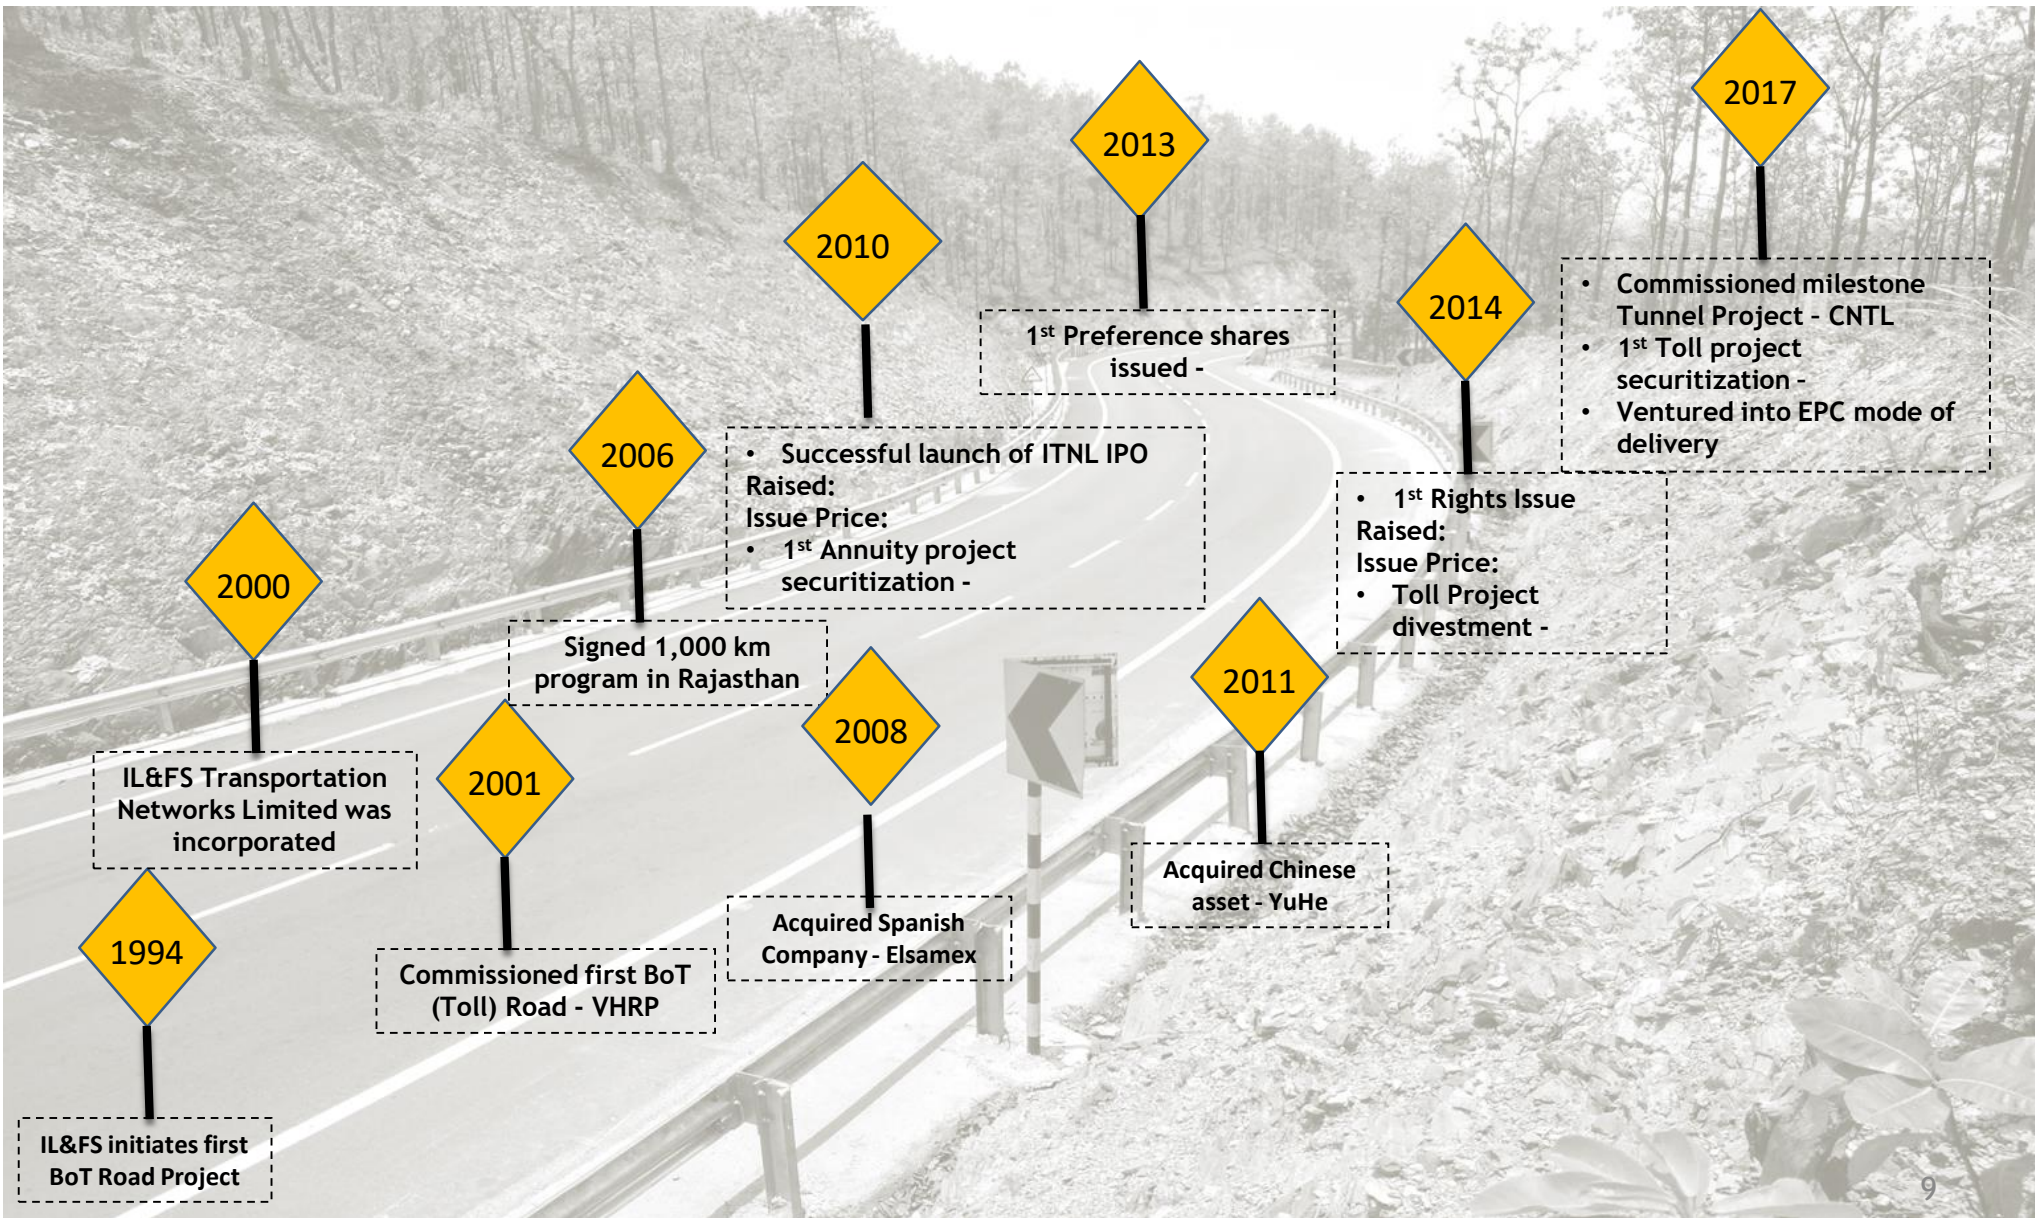 1994
IL&FS initiates first
BoT Road Project
2000
IL&FS Transportation
Networks Limited was
incorporated
2001
Commissioned first BoT
(Toll) Road - VHRP
2006
Signed 1,000 km
program in Rajasthan
2008
Acquired Spanish
Company - Elsamex
2010
• Successful launch of ITNL IPO
Raised:
Issue Price:
• 1st Annuity project
securitization -
2011
Acquired Chinese
asset - YuHe
2013
1st Preference shares
issued -
2014
• 1st Rights Issue
Raised:
Issue Price:
• Toll Project
divestment -
2017
• Commissioned milestone
Tunnel Project - CNTL
• 1st Toll project
securitization -
• Ventured into EPC mode of
delivery
9